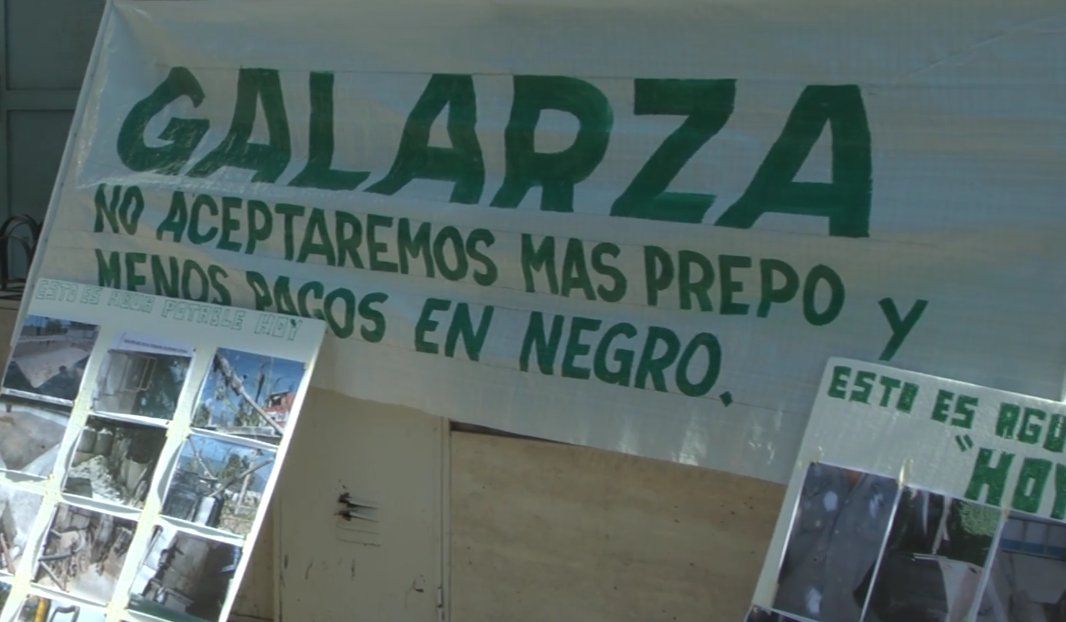 GALARZA
NO ACEPTAREMOS MAS PREPO Y
MENOS PAGOS EN NEGRO.
ESTO ES AGUA POTABLE HOY
ESTO ES AGU
"HOY